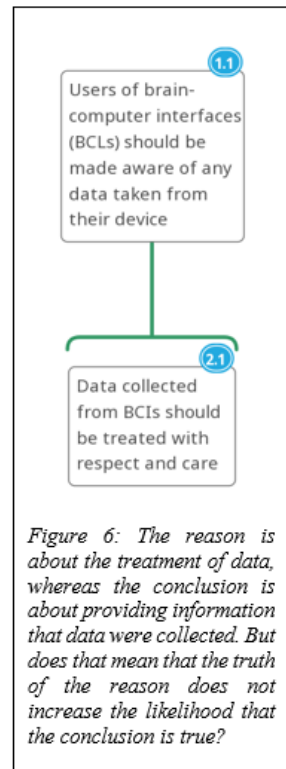 1.1
Users of brain-
computer interfaces
(BCLs) should be
made aware of any
data taken from
their device
2.1
Data collected
from BCIs should
be treated with
respect and care
Figure 6: The reason is
about the treatment of data,
whereas the conclusion is
about providing information
that data were collected. But
does that mean that the truth
of the reason does not
increase the likelihood that
the conclusion is true?